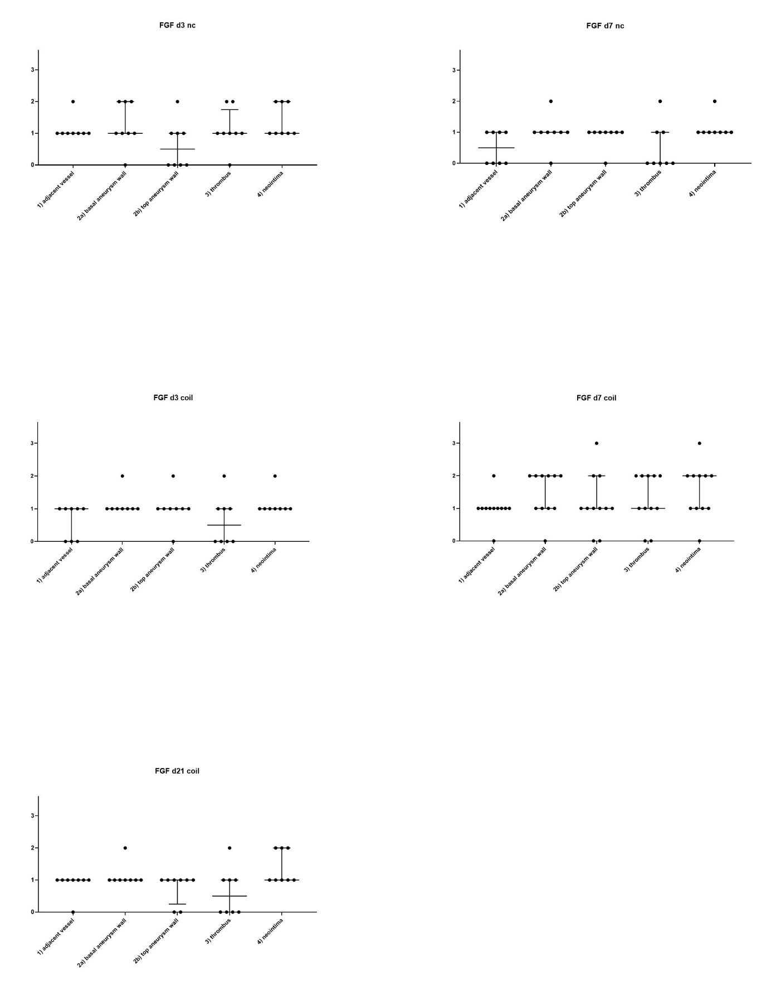 FGF d3 nc
3
2
1
0
1) adjacent vessel
2a) basal aneurysm wall
2b) top aneurysm wall
3) thrombus
4) neointima
FGF d7 nc
3
2
1
0
1) adjacent vessel
2a) basal aneurysm wall
2b) top aneurysm wall
3) thrombus
4) neointima
FGF d3 coil
3
2
1
0
1) adjacent vessel
2a) basal aneurysm wall
2b) top aneurysm wall
3) thrombus
4) neointima
FGF d7 coil
3
2
1
0
1) adjacent vessel
2a) basal aneurysm wall
2b) top aneurysm wall
3) thrombus
4) neointima
FGF d21 coil
3
2
1
0
1) adjacent vessel
2a) basal aneurysm wall
2b) top aneurysm wall
3) thrombus
4) neointima